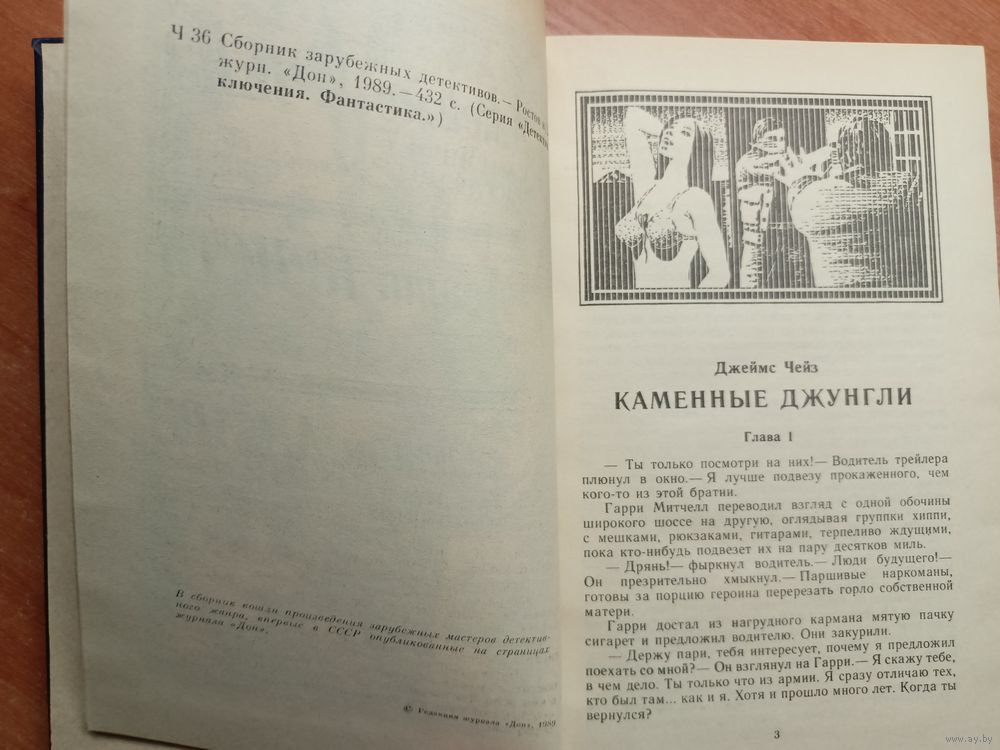 Ч 36 Сборник зарубежных детективов.— Ростов н
журн. «Дон», 1989.—432 с. (Серия «Детекти
ключения. Фантастика.»)
В сборник вошли произведения зарубежных мастеров детектив-
ного жанра, впервые в СССР опубликованные на страницах
журнала «Дон».
© Редакция журнала «Дон», 1989
Джеймс Чейз
КАМЕННЫЕ ДЖУНГЛИ
Глава 1
— Ты только посмотри на них!— Водитель трейлера
плюнул в окно.— Я лучше подвезу прокаженного, чем
кого-то из этой братии.
Гарри Митчелл переводил взгляд с одной обочины
широкого шоссе на другую, оглядывая группки хиппи,
с мешками, рюкзаками, гитарами, терпеливо ждущими,
пока кто-нибудь подвезет их на пару десятков миль.
— Дрянь!— фыркнул водитель.— Люди будущего!—
Он презрительно хмыкнул.— Паршивые наркоманы,
готовы за порцию героина перерезать горло собственной
матери.
Гарри достал из нагрудного кармана мятую пачку
сигарет и предложил водителю. Они закурили.
— Держу пари, тебя интересует, почему я предложил
поехать со мной?— Он взглянул на Гарри.— Я скажу тебе,
в чем дело. Ты только что из армии. Я сразу отличаю тех,
кто был там... как и я. Хотя и прошло много лет. Когда ты
вернулся?
3
www.ay.by